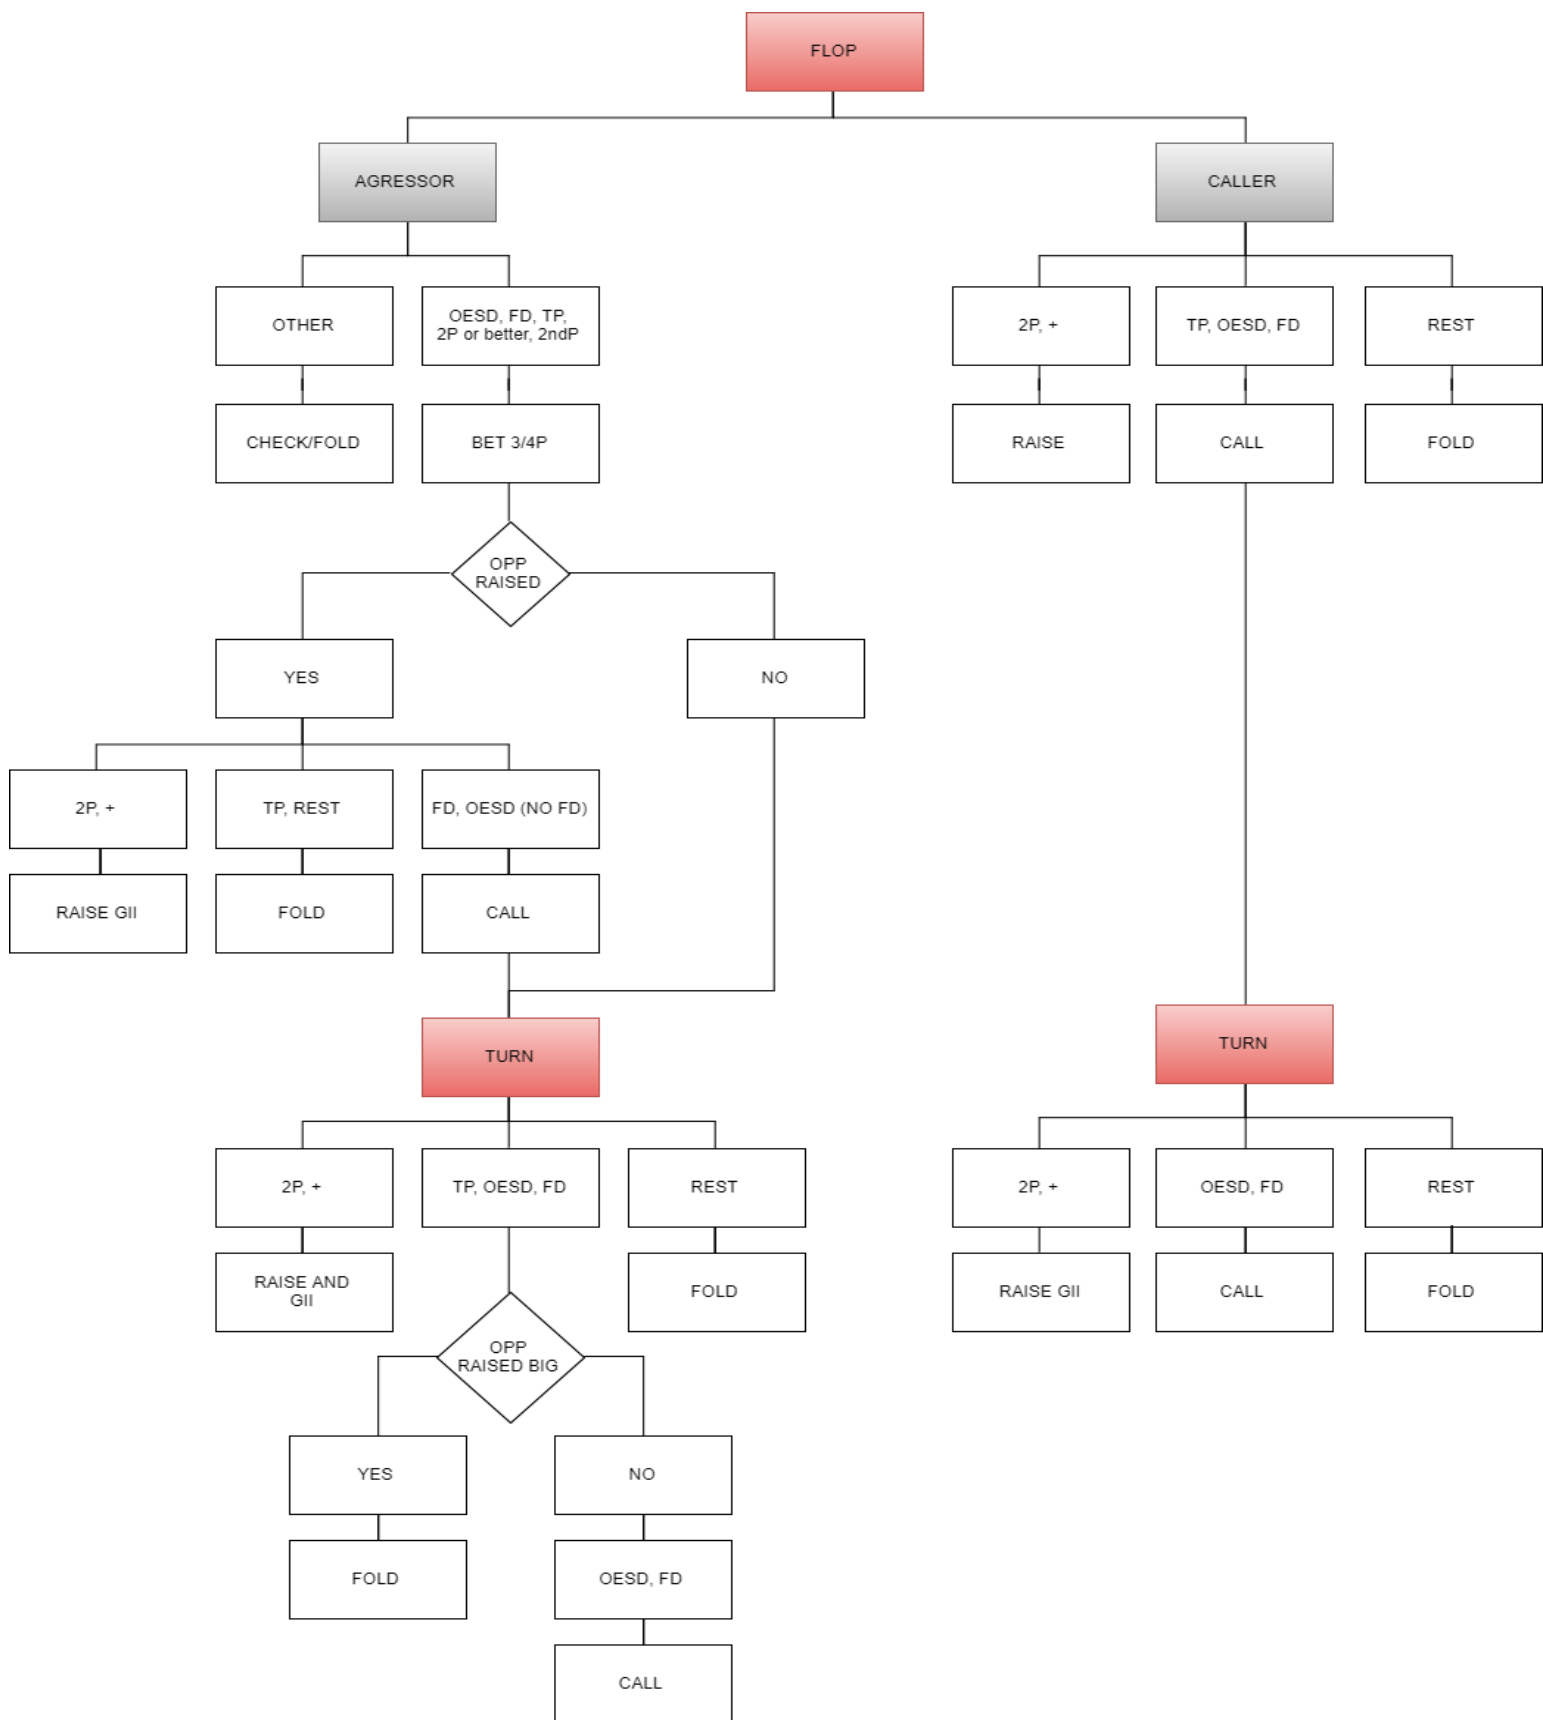 FLOP
AGRESSOR
CALLER
OTHER
OESD, FD, TP,
2P or better, 2ndP
2P, +
TP, OESD, FD
REST
CHECK/FOLD
BET 3/4P
RAISE
CALL
FOLD
OPP
RAISED
YES
NO
2P, +
TP, REST
FD, OESD (NO FD)
RAISE GII
FOLD
CALL
TURN
TURN
2P, +
TP, OESD, FD
REST
2P, +
OESD, FD
REST
RAISE AND
GII
FOLD
RAISE GII
CALL
FOLD
OPP
RAISED BIG
YES
NO
FOLD
OESD, FD
CALL